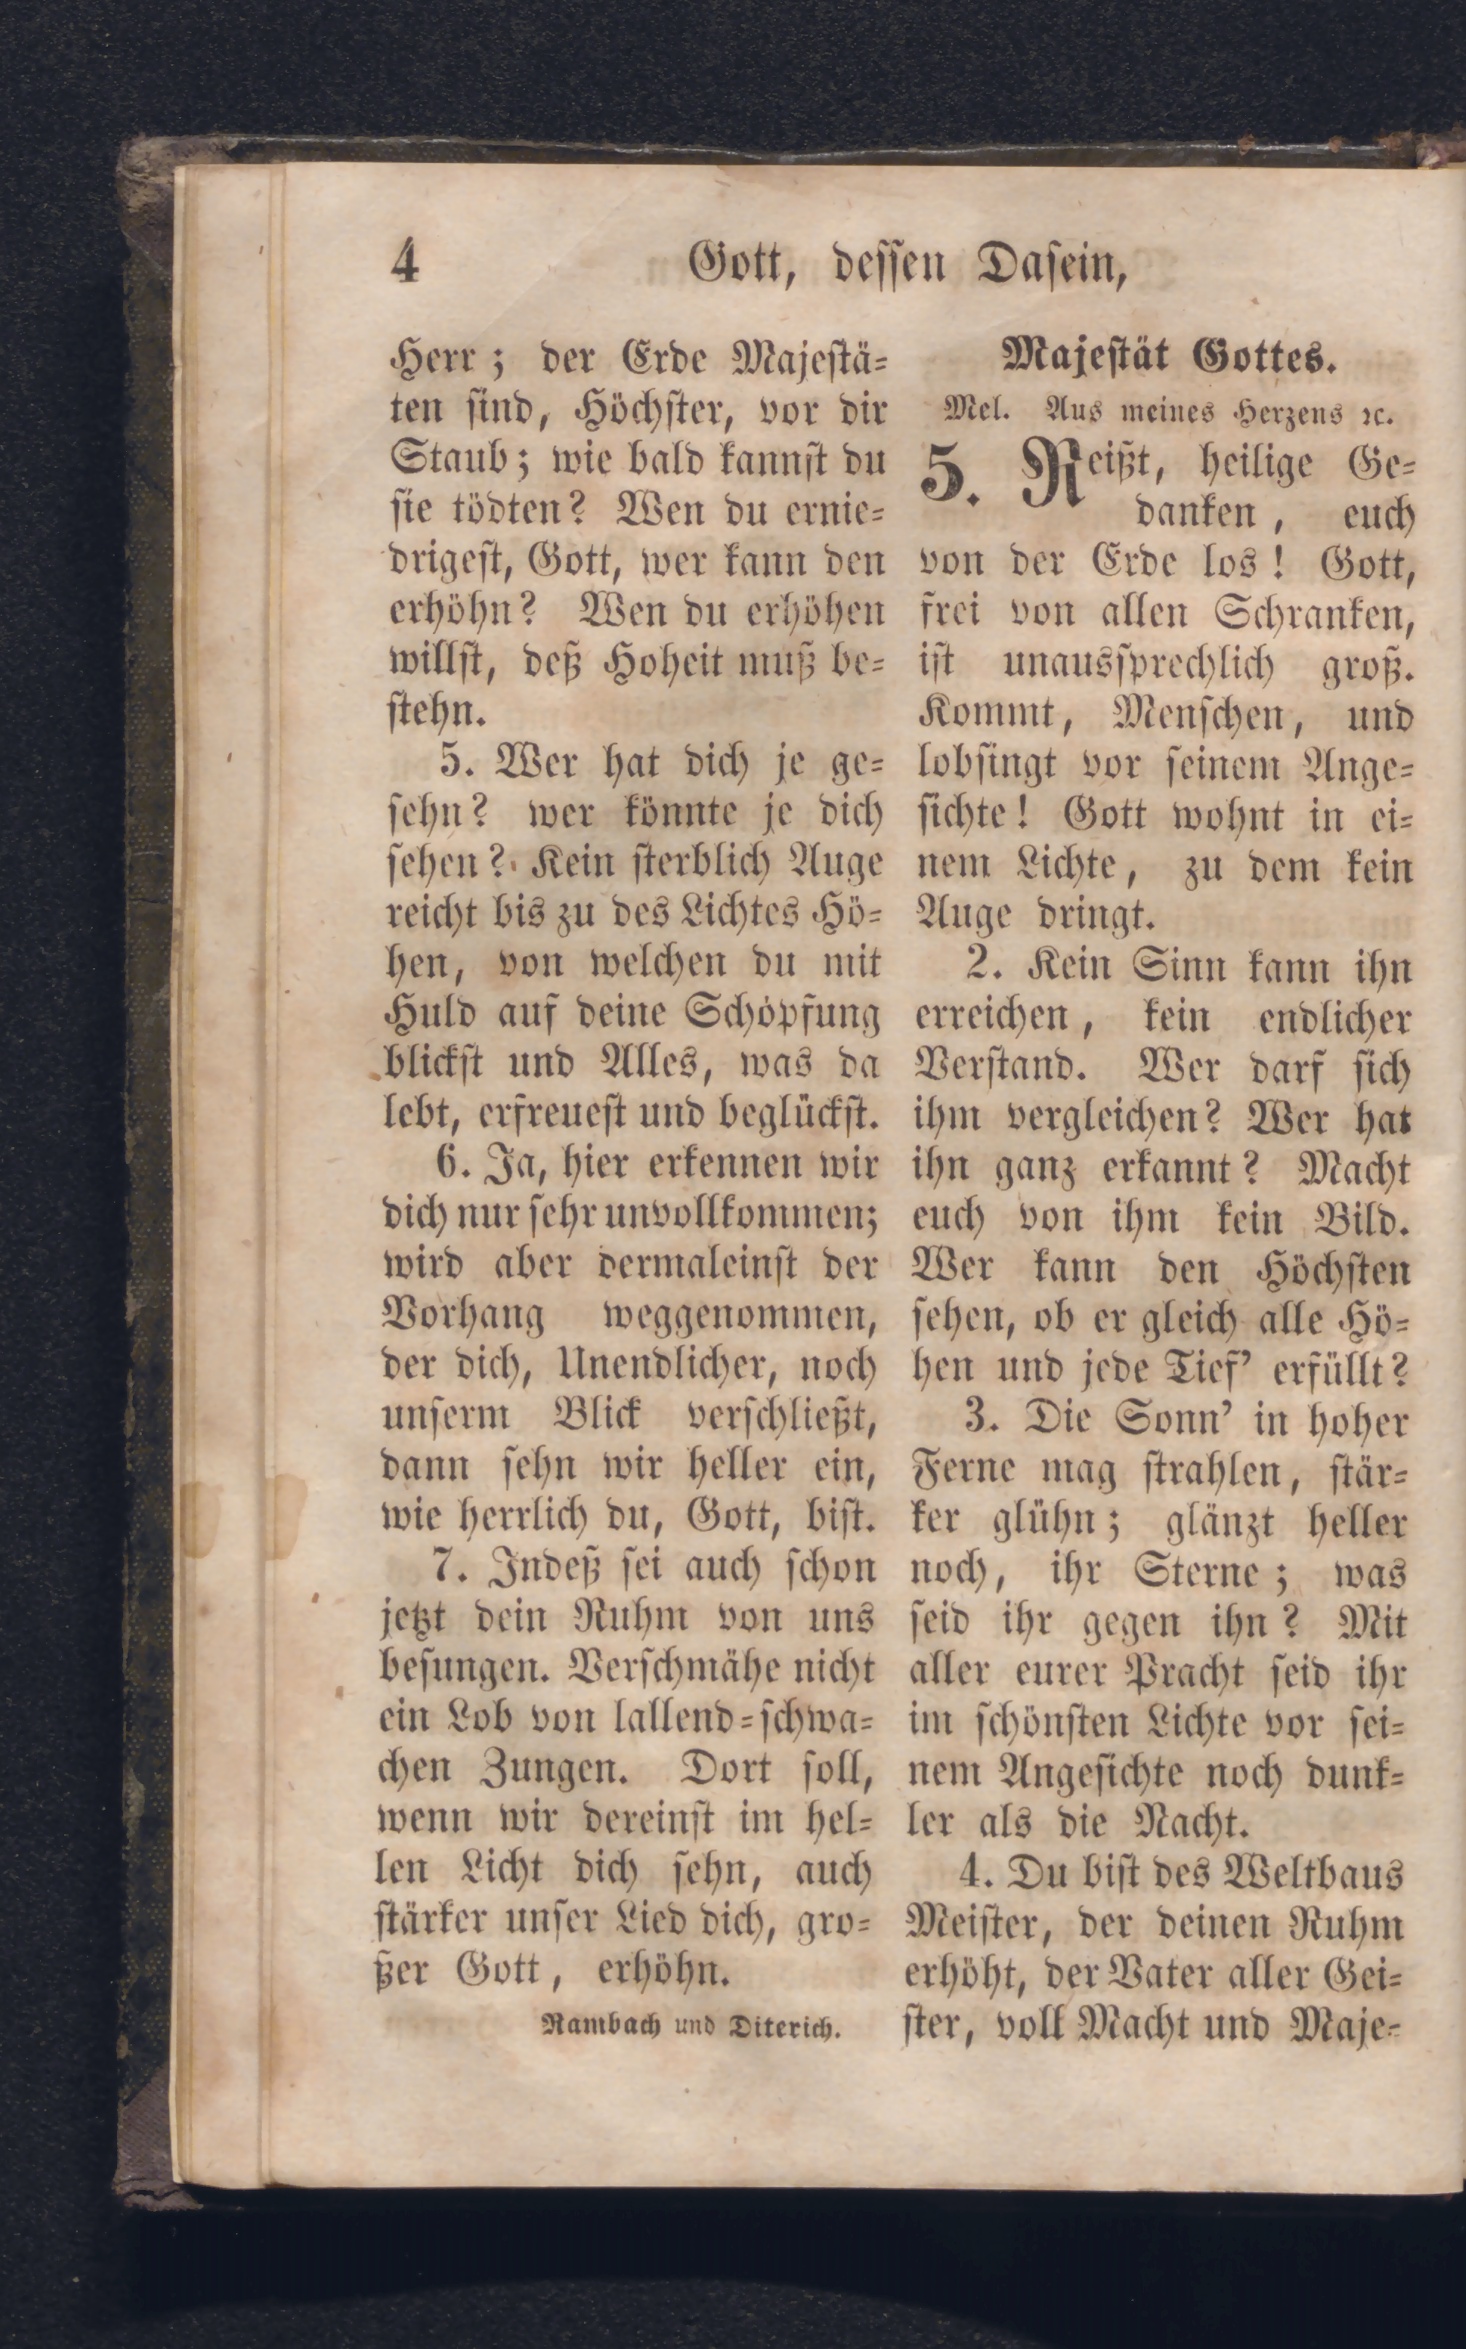 4
Gott, dessen Dasein,
Herr; der Erde Majestä-
ten sind, Höchster, vor dir
Staub; wie bald kannst du
sie tödten? Wen du ernie-
drigest, Gott, wer kann den
erhöhn? Wen du erhöhen
willst, deß Hoheit muß be-
stehn.
5. Wer hat dich je ge-
sehn? wer könnte je dich
sehen? Kein sterblich Auge
reicht bis zu des Lichtes Hö-
hen, von welchen du mit
Huld auf deine Schöpfung
blickst und Alles, was da
lebt, erfreuest und beglückst.
6. Ja, hier erkennen wir
dich nur sehr unvollkommen;
wird aber dermaleinst der
Vorhang weggenommen,
der dich, Unendlicher, noch
unserm Blick verschließt,
dann sehn wir heller ein,
wie herrlich du, Gott, bist.
7. Indeß sei auch schon
jetzt dein Ruhm von uns
besungen. Verschmähe nicht
ein Lob von lallend-schwa-
chen Zungen. Dort soll,
wenn wir dereinst im hel-
len Licht dich sehn, auch
stärker unser Lied dich, gro-
ßer Gott, erhöhn.
Rambach und Diterich.
Majestät Gottes.
Mel. Aus meines Herzens ꝛc.
5. Reißt, heilige Ge-
danken, euch
von der Erde los! Gott,
frei von allen Schranken,
ist unaussprechlich groß.
Kommt, Menschen, und
lobsingt vor seinem Ange-
sichte! Gott wohnt in ei-
nem Lichte, zu dem kein
Auge dringt.
2. Kein Sinn kann ihn
erreichen, kein endlicher
Verstand. Wer darf sich
ihm vergleichen? Wer hat
ihn ganz erkannt? Macht
euch von ihm kein Bild.
Wer kann den Höchsten
sehen, ob er gleich alle Hö-
hen und jede Tief' erfüllt?
3. Die Sonn' in hoher
Ferne mag strahlen, stär-
ker glühn; glänzt heller
noch, ihr Sterne; was
seid ihr gegen ihn? Mit
aller eurer Pracht seid ihr
im schönsten Lichte vor sei-
nem Angesichte noch dunk-
ler als die Nacht.
4. Du bist des Weltbaus
Meister, der deinen Ruhm
erhöht, der Vater aller Gei-
ster, voll Macht und Maje-